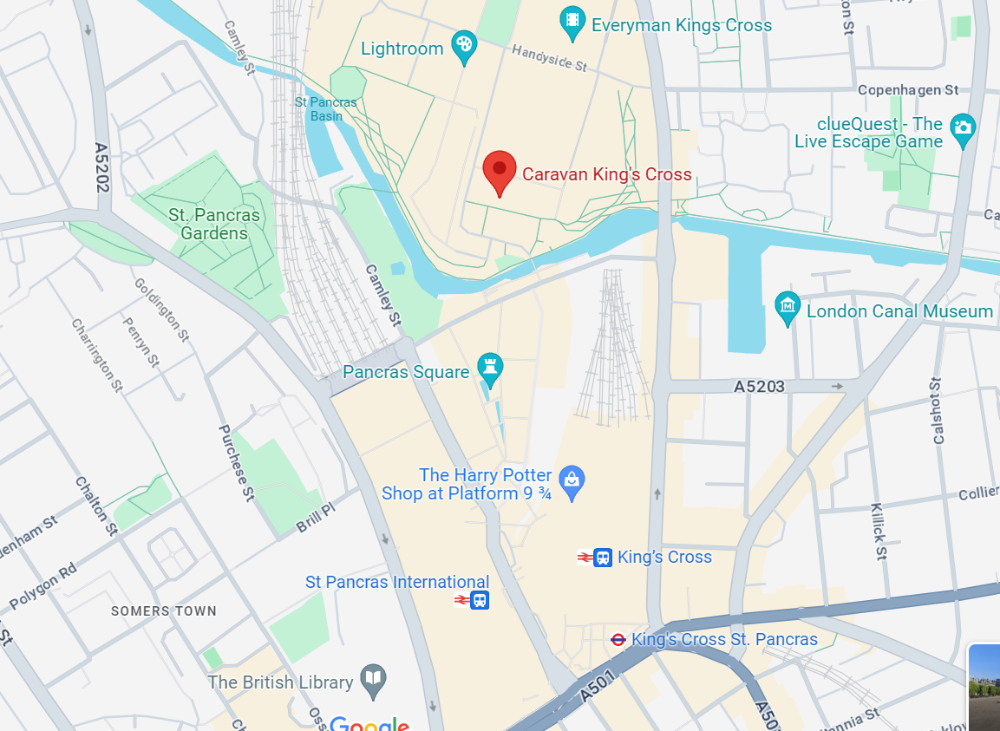 Everyman Kings Cross
Camley St
Lightroom
Handyside St
Copenhagen St
St Pancras
Basin
clueQuest - The
Live Escape Game
A5202
Caravan King's Cross
St. Pancras
Gardens
Camley St
Goldington St
London Canal Museum
Penryn St
Charrington St
Pancras Square
A5203
Calshot St
Purchese St
The Harry Potter
Shop at Platform 9 ¾
Chalton St
Collier
Brill Pl
Killick St
King's Cross
Polygon Rd
St Pancras International
SOMERS TOWN
St
King's Cross St. Pancras
The British Library
A501
Google